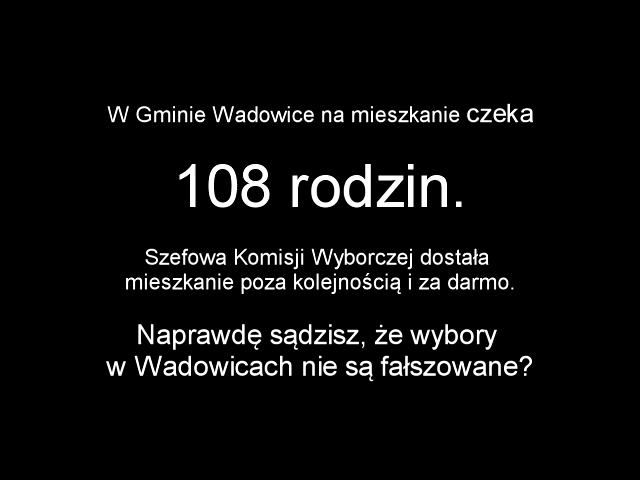 W Gminie Wadowice na mieszkanie czeka
108 rodzin.
Szefowa Komisji Wyborczej dostała
mieszkanie poza kolejnością i za darmo.
Naprawdę sądzisz, że wybory
w Wadowicach nie są fałszowane?